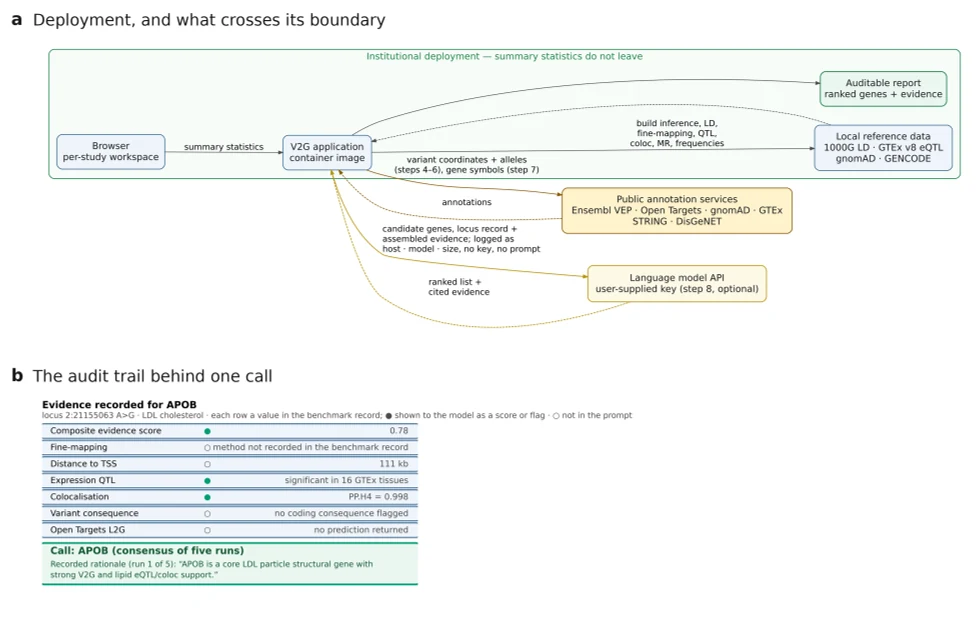 a Deployment, and what crosses its boundary
Institutional deployment — summary statistics do not leave
Auditable report
ranked genes + evidence
Browser
per-study workspace
summary statistics
V2G application
container image
build inference, LD,
fine-mapping, QTL,
coloc, MR, frequencies
Local reference data
1000G LD · GTEx v8 eQTL
gnomAD · GENCODE
variant coordinates + alleles
(steps 4–6), gene symbols (step 7)
annotations
Public annotation services
Ensembl VEP · Open Targets · gnomAD · GTEx
STRING · DisGeNET
candidate genes, locus record +
assembled evidence; logged as
host · model · size, no key, no prompt
ranked list +
cited evidence
Language model API
user-supplied key (step 8, optional)
b The audit trail behind one call
Evidence recorded for APOB
locus 2:21155063 A>G · LDL cholesterol · each row a value in the benchmark record; ● shown to the model as a score or flag · ○ not in the prompt
Composite evidence score ● 0.78
Fine-mapping ○ method not recorded in the benchmark record
Distance to TSS ○ 111 kb
Expression QTL ● significant in 16 GTEx tissues
Colocalisation ● PP.H4 = 0.998
Variant consequence ○ no coding consequence flagged
Open Targets L2G ○ no prediction returned
Call: APOB (consensus of five runs)
Recorded rationale (run 1 of 5): "APOB is a core LDL particle structural gene with
strong V2G and lipid eQTL/coloc support."